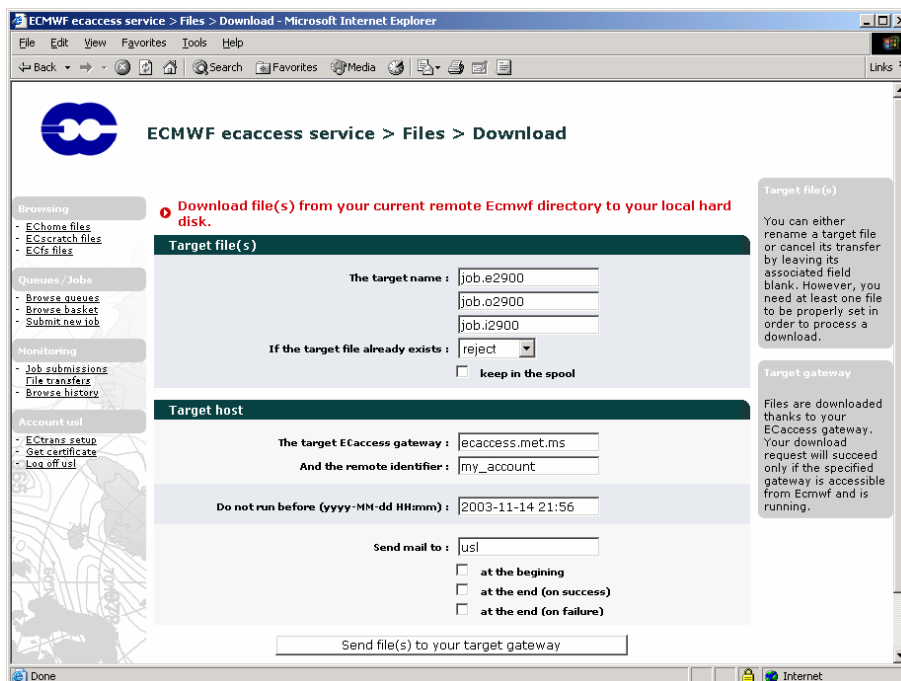 ECMWF ecaccess service > Files > Download - Microsoft Internet Explorer
File Edit View Favorites Tools Help
Back Search Favorites Media Links
ECMWF ecaccess service > Files > Download
Browsing
- EChome files
- ECscratch files
- ECfs files
Queues/Jobs
- Browse queues
- Browse basket
- Submit new job
Monitoring
- Job submissions
File transfers
- Browse history
Account usl
- ECtrans setup
- Get certificate
- Log off usl
Download file(s) from your current remote Ecmwf directory to your local hard
disk.
Target file(s)
The target name : job.e2900
job.o2900
job.i2900
If the target file already exists : reject
keep in the spool
Target host
The target ECaccess gateway : ecaccess.met.ms
And the remote identifier : my_account
Do not run before (yyyy-MM-dd HH:mm) : 2003-11-14 21:56
Send mail to : usl
at the begining
at the end (on success)
at the end (on failure)
Send file(s) to your target gateway
Target file(s)
You can either
rename a target file
or cancel its transfer
by leaving its
associated field
blank. However, you
need at least one file
to be properly set in
order to process a
download.
Target gateway
Files are downloaded
thanks to your
ECaccess gateway.
Your download
request will succeed
only if the specified
gateway is accessible
from Ecmwf and is
running.
Done Internet